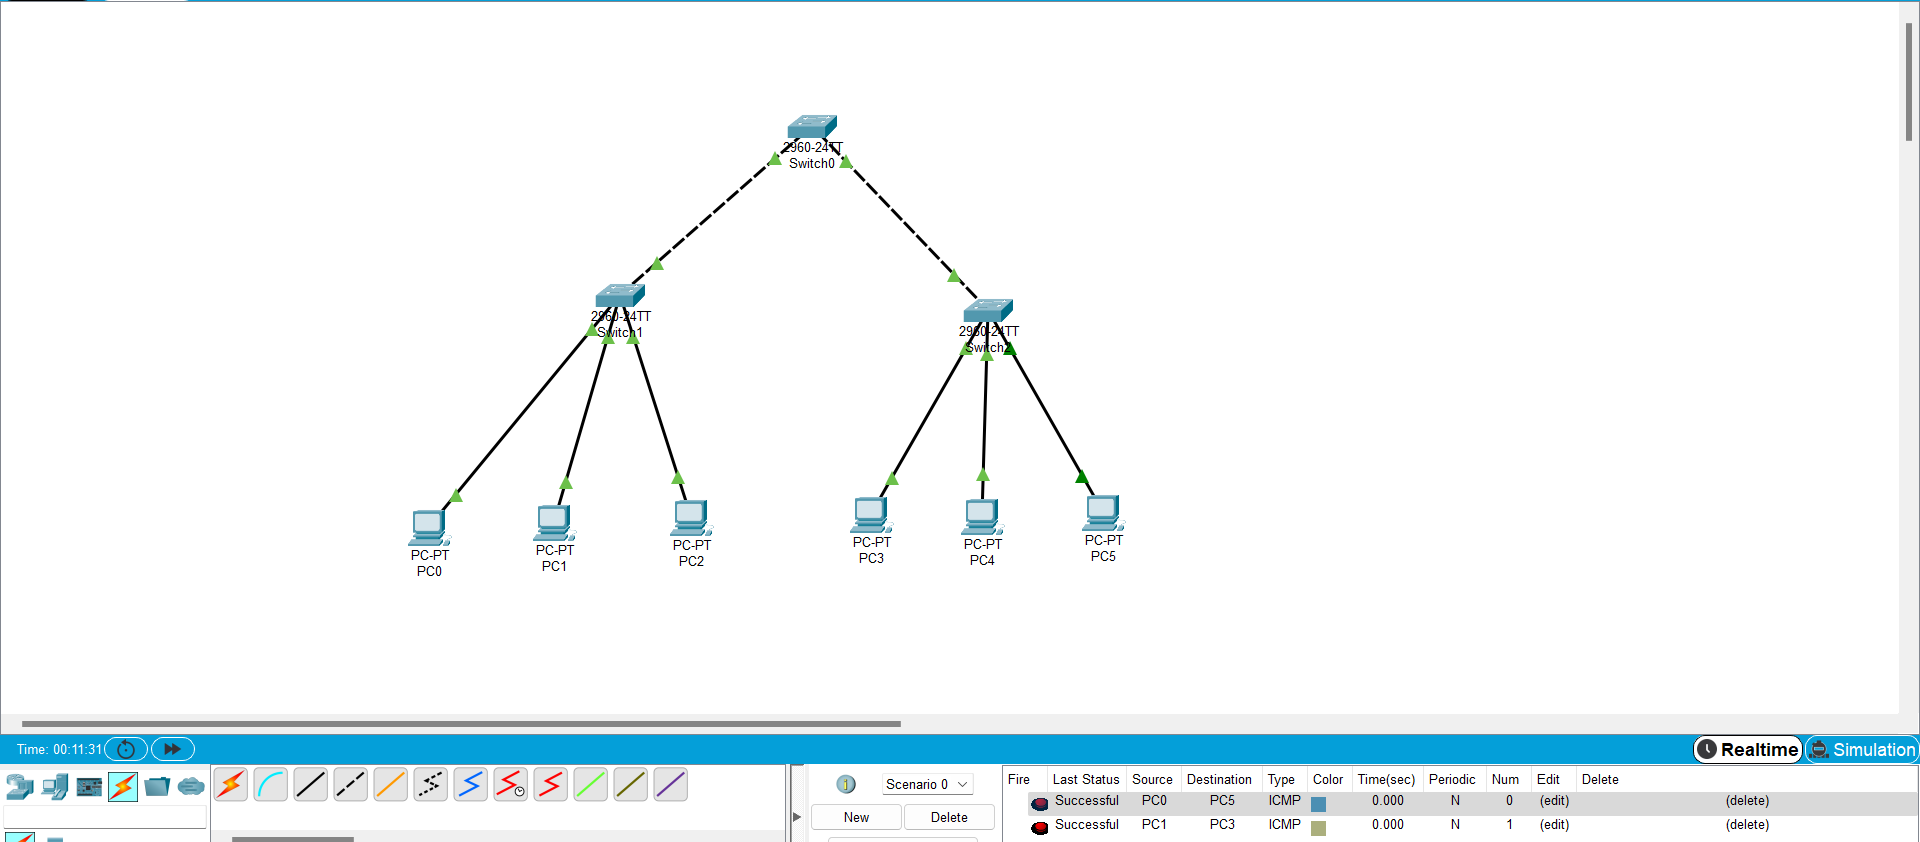 2960-24TT
Switch0
2960-24TT
Switch1
2960-24TT
Switch2
PC-PT
PC0
PC-PT
PC1
PC-PT
PC2
PC-PT
PC3
PC-PT
PC4
PC-PT
PC5
Time: 00:11:31
Realtime
Simulation
Scenario 0
New
Delete
Fire Last Status Source Destination Type Color Time(sec) Periodic Num Edit Delete
Successful PC0 PC5 ICMP 0.000 N 0 (edit) (delete)
Successful PC1 PC3 ICMP 0.000 N 1 (edit) (delete)